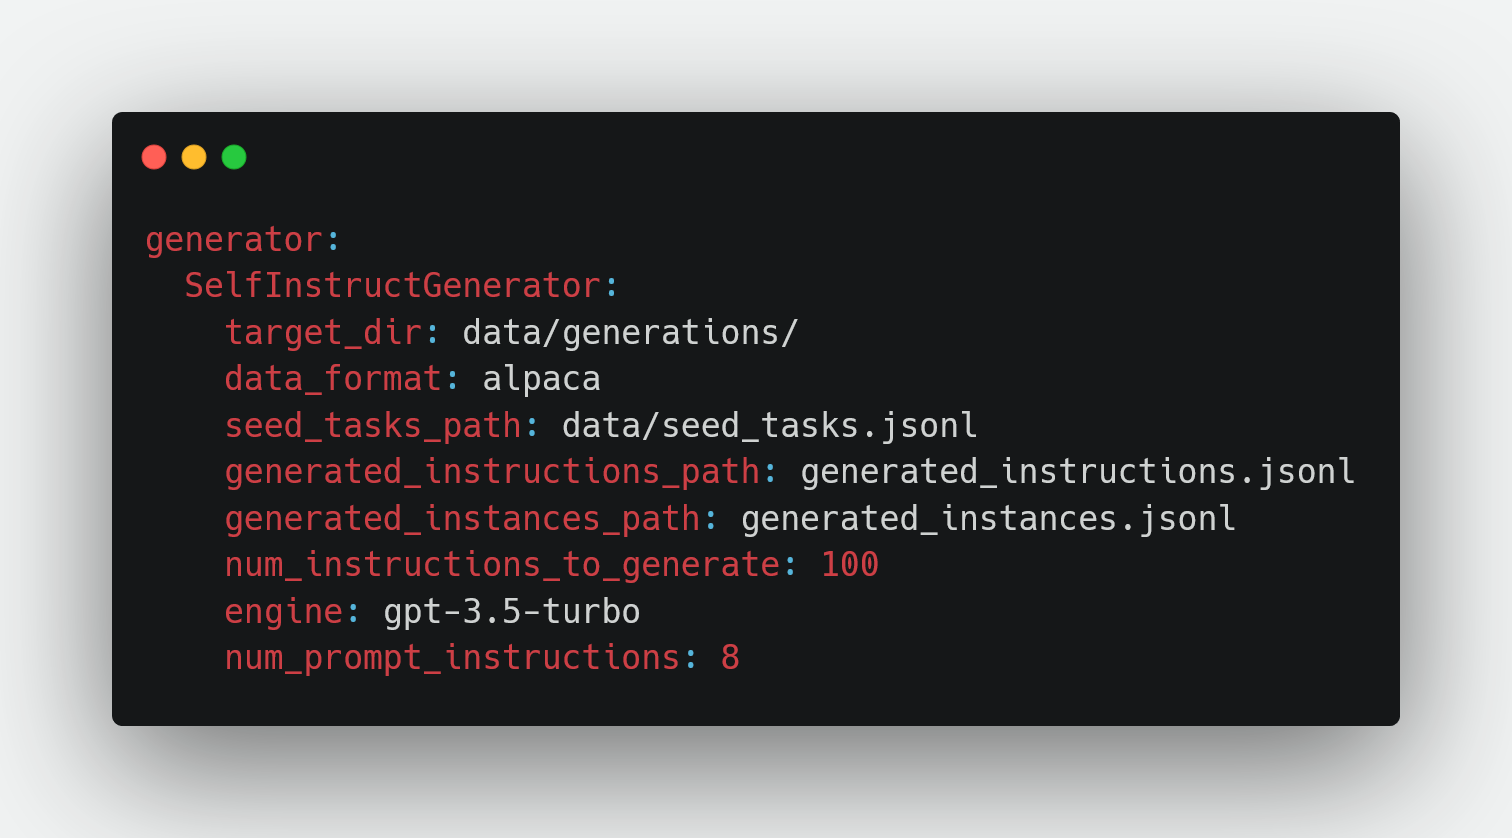 generator:
  SelfInstructGenerator:
    target_dir: data/generations/
    data_format: alpaca
    seed_tasks_path: data/seed_tasks.jsonl
    generated_instructions_path: generated_instructions.jsonl
    generated_instances_path: generated_instances.jsonl
    num_instructions_to_generate: 100
    engine: gpt-3.5-turbo
    num_prompt_instructions: 8